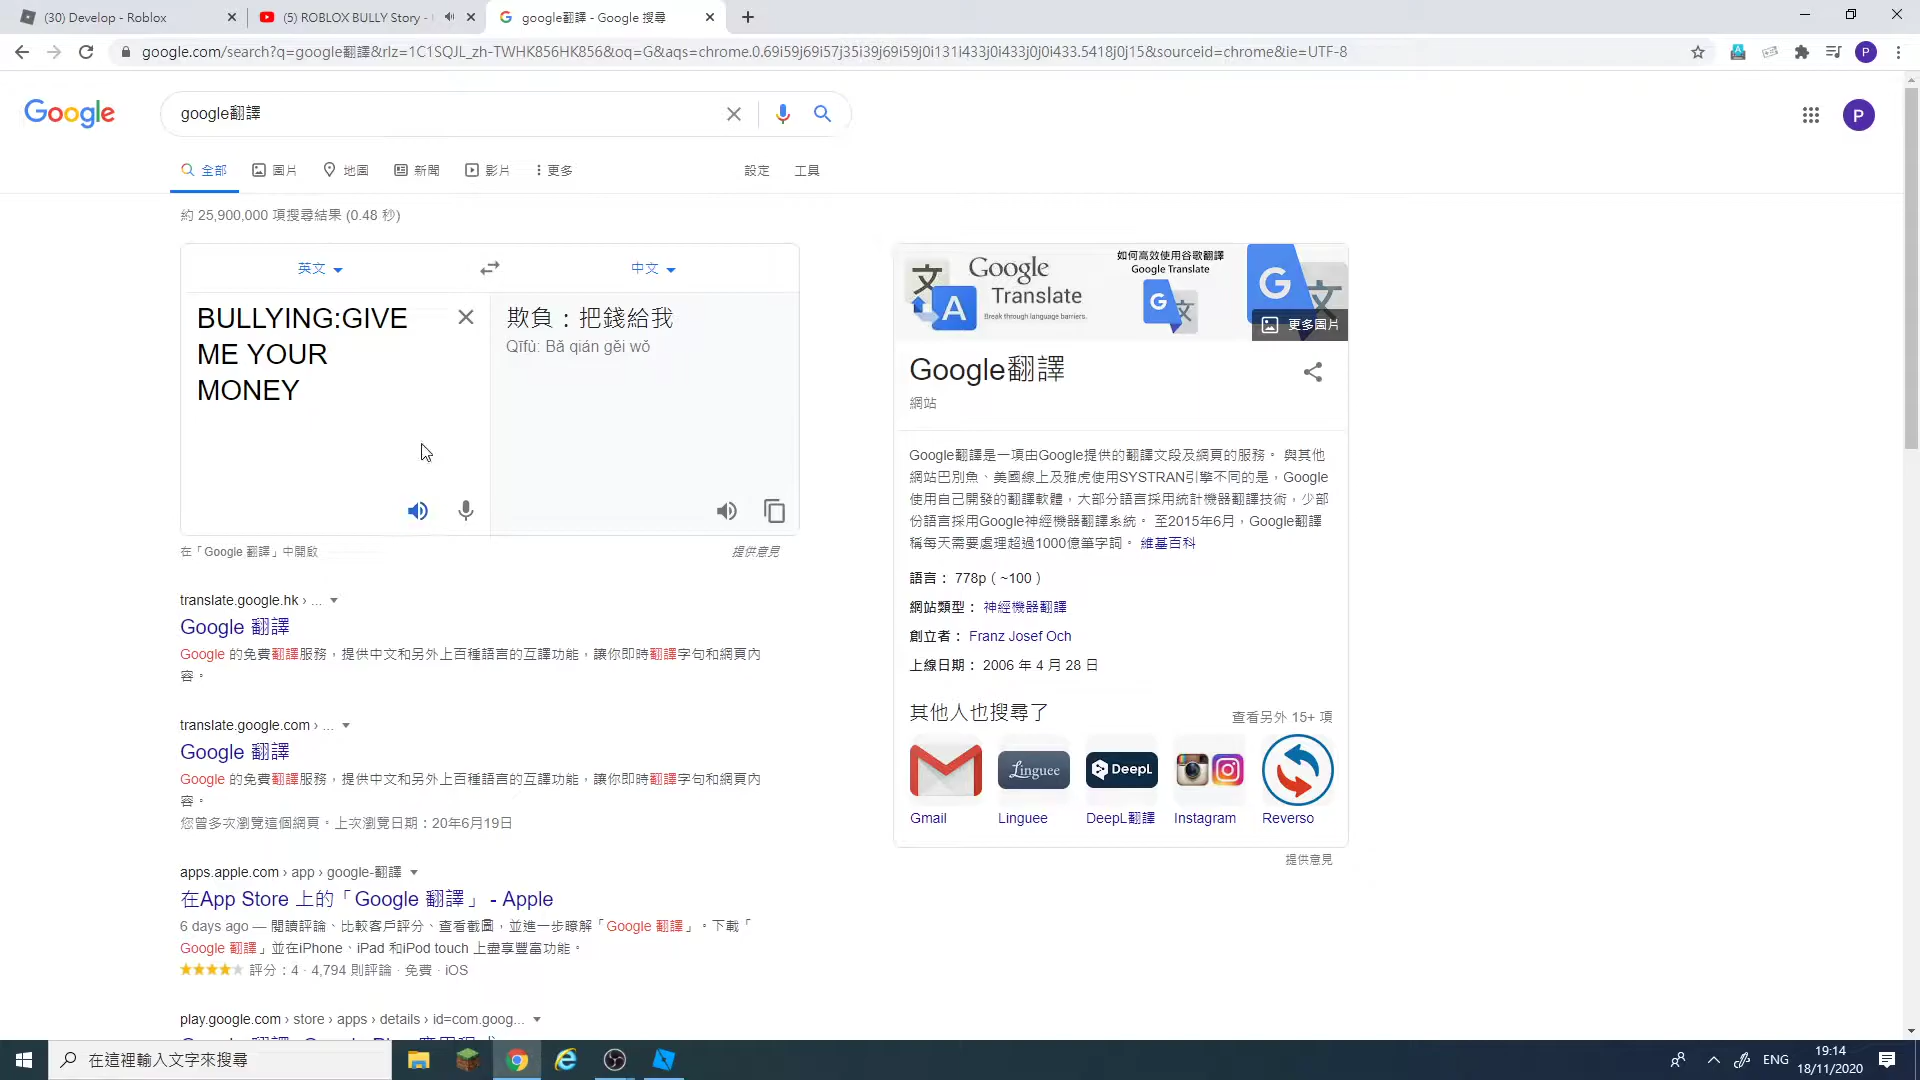 (30) Develop - Roblox
(5) ROBLOX BULLY Story -
google翻譯 - Google 搜尋
google.com/search?q=google翻譯&rlz=1C1SQJL_zh-TWHK856HK856&oq=G&aqs=chrome.0.69i59j69i57j35i39j69i59j0i131i433j0i433j0j0i433.5418j0j15&sourceid=chrome&ie=UTF-8
P
Google
google翻譯
P
全部
圖片
地圖
新聞
影片
更多
設定
工具
約 25,900,000 項搜尋結果 (0.48 秒)
英文
中文
BULLYING:GIVE
ME YOUR
MONEY
欺負：把錢給我
Qīfù: Bǎ qián gěi wǒ
在「Google 翻譯」中開啟
提供意見
translate.google.hk › ...
Google 翻譯
Google 的免費翻譯服務，提供中文和另外上百種語言的互譯功能，讓你即時翻譯字句和網頁內
容。
translate.google.com › ...
Google 翻譯
Google 的免費翻譯服務，提供中文和另外上百種語言的互譯功能，讓你即時翻譯字句和網頁內
容。
您曾多次瀏覽這個網頁。上次瀏覽日期：20年6月19日
apps.apple.com › app › google-翻譯
在App Store 上的「Google 翻譯」 - Apple
6 days ago — 閱讀評論、比較客戶評分、查看截圖，並進一步瞭解「Google 翻譯」。下載「
Google 翻譯」並在iPhone、iPad 和iPod touch 上盡享豐富功能。
評分：4 · 4,794 則評論 · 免費 · iOS
play.google.com › store › apps › details › id=com.goog...
文
A
Google
Translate
Break through language barriers.
如何高效使用谷歌翻譯
Google Translate
G
文
G
文
更多圖片
Google翻譯
網站
Google翻譯是一項由Google提供的翻譯文段及網頁的服務。 與其他
網站巴別魚、美國線上及雅虎使用SYSTRAN引擎不同的是，Google
使用自己開發的翻譯軟體，大部分語言採用統計機器翻譯技術，少部
份語言採用Google神經機器翻譯系統。 至2015年6月，Google翻譯
稱每天需要處理超過1000億筆字詞。 維基百科
語言： 778p ( ~100 )
網站類型： 神經機器翻譯
創立者： Franz Josef Och
上線日期： 2006 年 4 月 28 日
其他人也搜尋了
查看另外 15+ 項
Linguee
DeepL
Gmail
Linguee
DeepL翻譯
Instagram
Reverso
提供意見
在這裡輸入文字來搜尋
ENG
19:14
18/11/2020